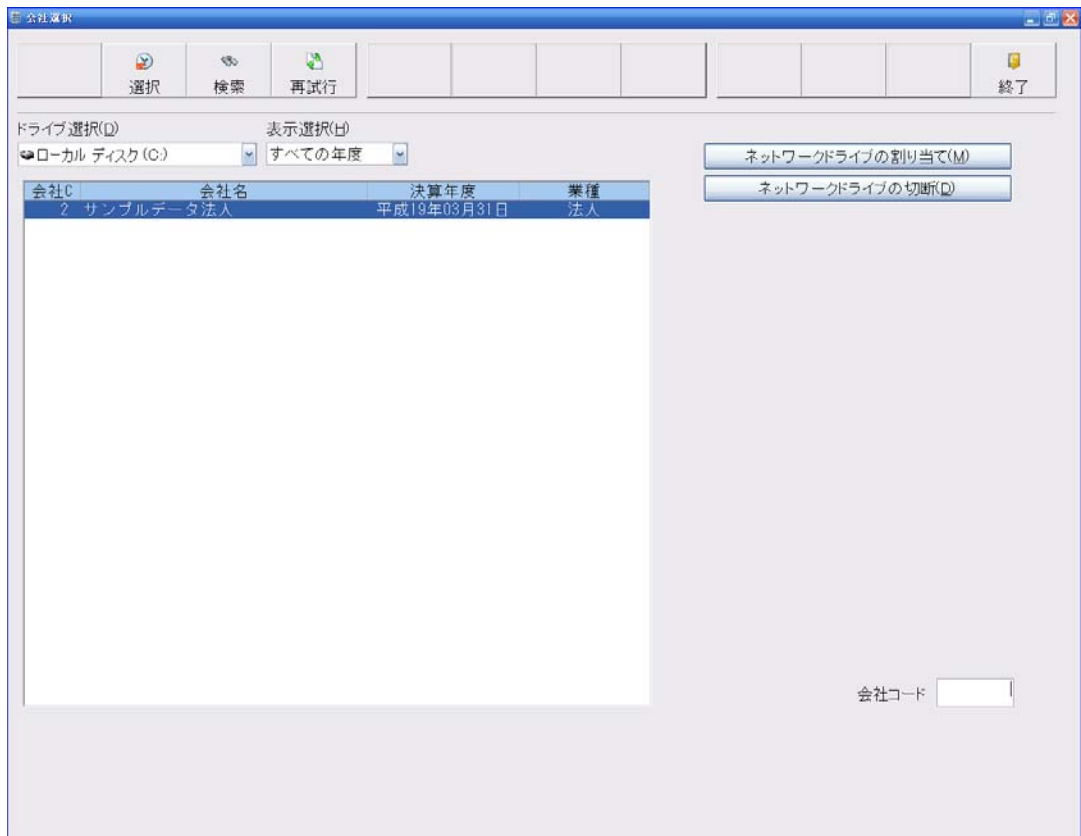 会社選択
選択 検索 再試行 終了
ドライブ選択(D) 表示選択(H)
ローカル ディスク (C:) すべての年度
ネットワークドライブの割り当て(M)
ネットワークドライブの切断(D)
会社C 会社名 決算年度 業種
2 サンプルデータ法人 平成19年03月31日 法人
会社コード